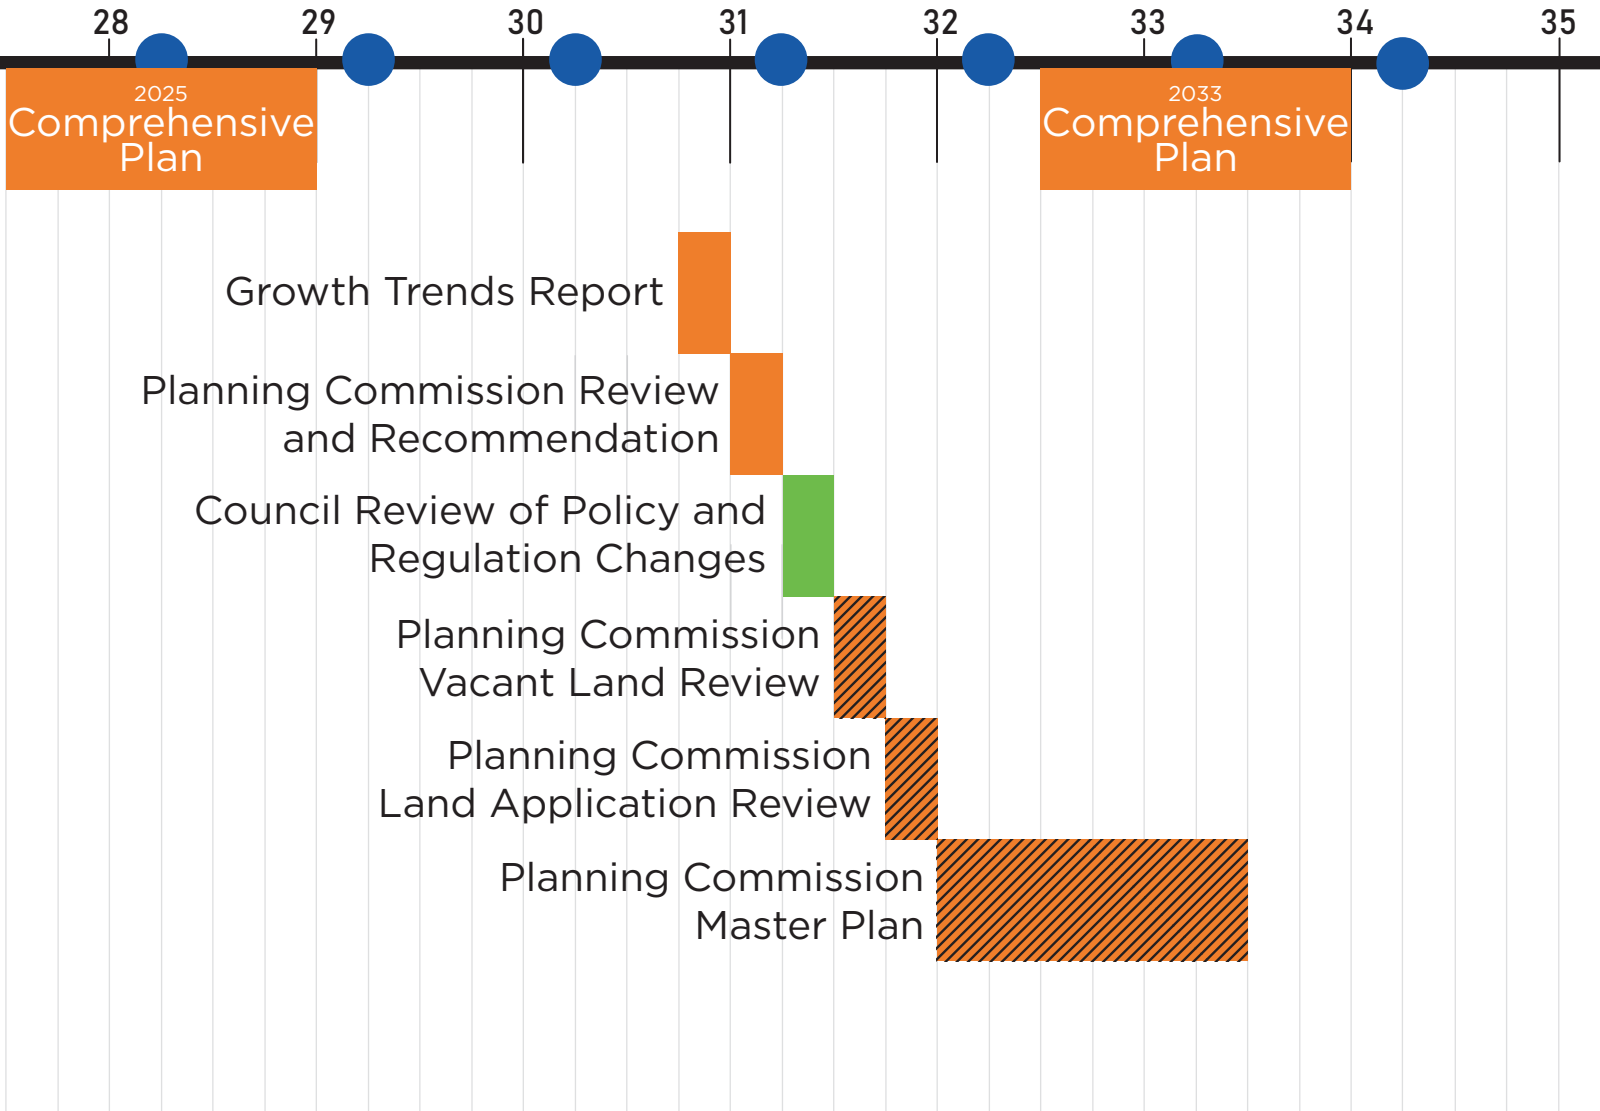 28 29 30 31 32 33 34 35
2025
Comprehensive
Plan
2033
Comprehensive
Plan
Growth Trends Report
Planning Commission Review
and Recommendation
Council Review of Policy and
Regulation Changes
Planning Commission
Vacant Land Review
Planning Commission
Land Application Review
Planning Commission
Master Plan